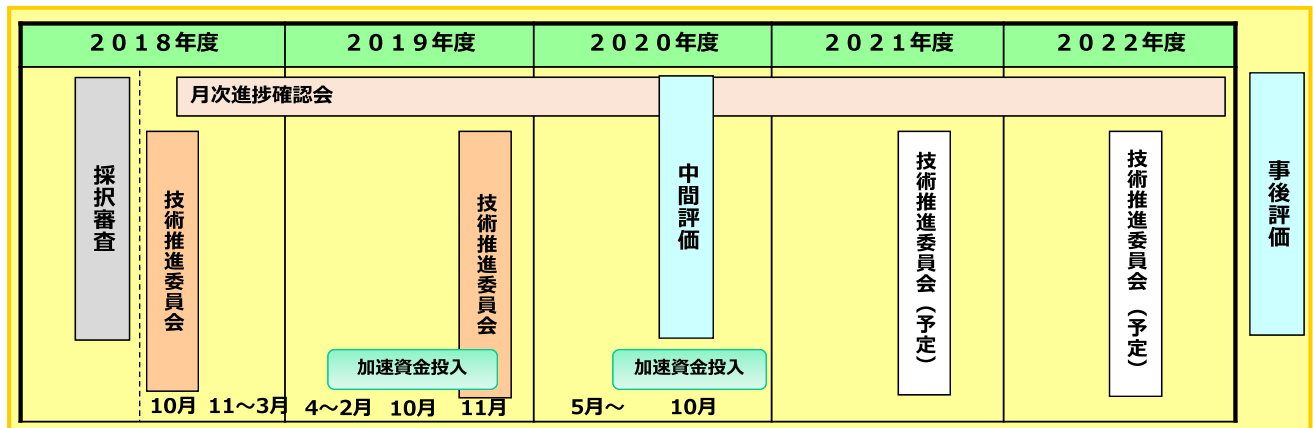 ２０１８年度
２０１９年度
２０２０年度
２０２１年度
２０２２年度
月次進捗確認会
採択審査
技術推進委員会
技術推進委員会
中間評価
技術推進委員会（予定）
技術推進委員会（予定）
事後評価
加速資金投入
加速資金投入
10月
11～3月
4～2月
10月
11月
5月～
10月